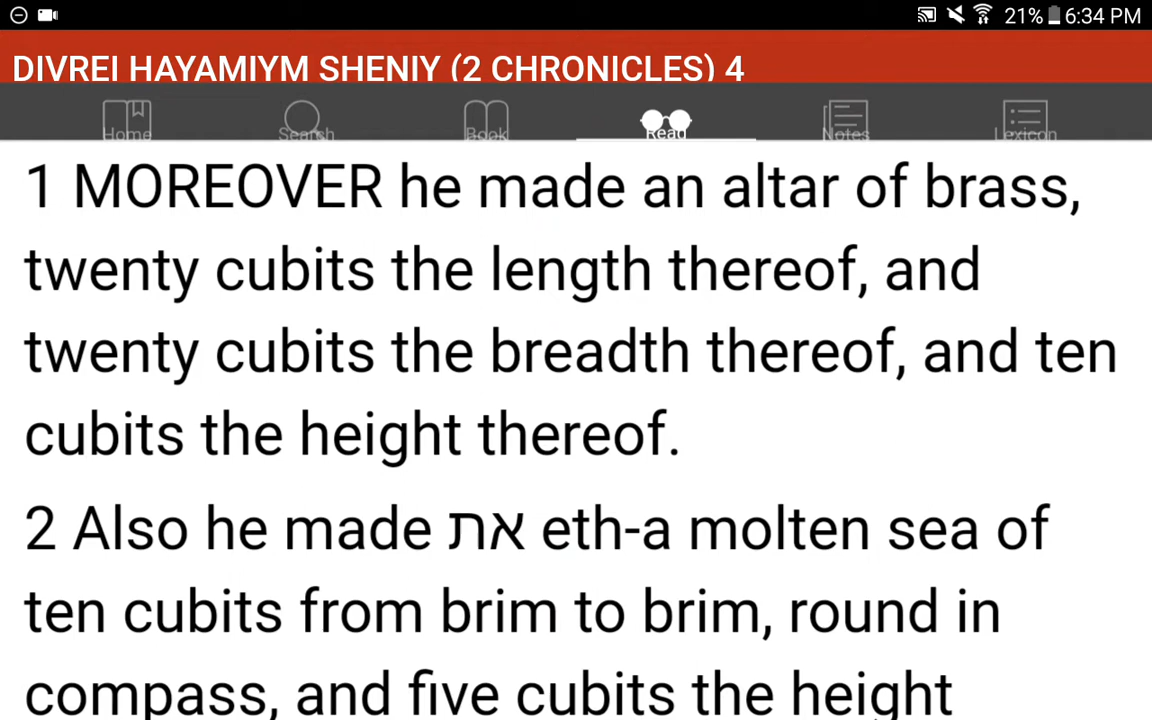 21% 6:34 PM
DIVREI HAYAMIYM SHENIY (2 CHRONICLES) 4
Home Search Book Read Notes Lexicon
1 MOREOVER he made an altar of brass,
twenty cubits the length thereof, and
twenty cubits the breadth thereof, and ten
cubits the height thereof.
2 Also he made את eth-a molten sea of
ten cubits from brim to brim, round in
compass, and five cubits the height